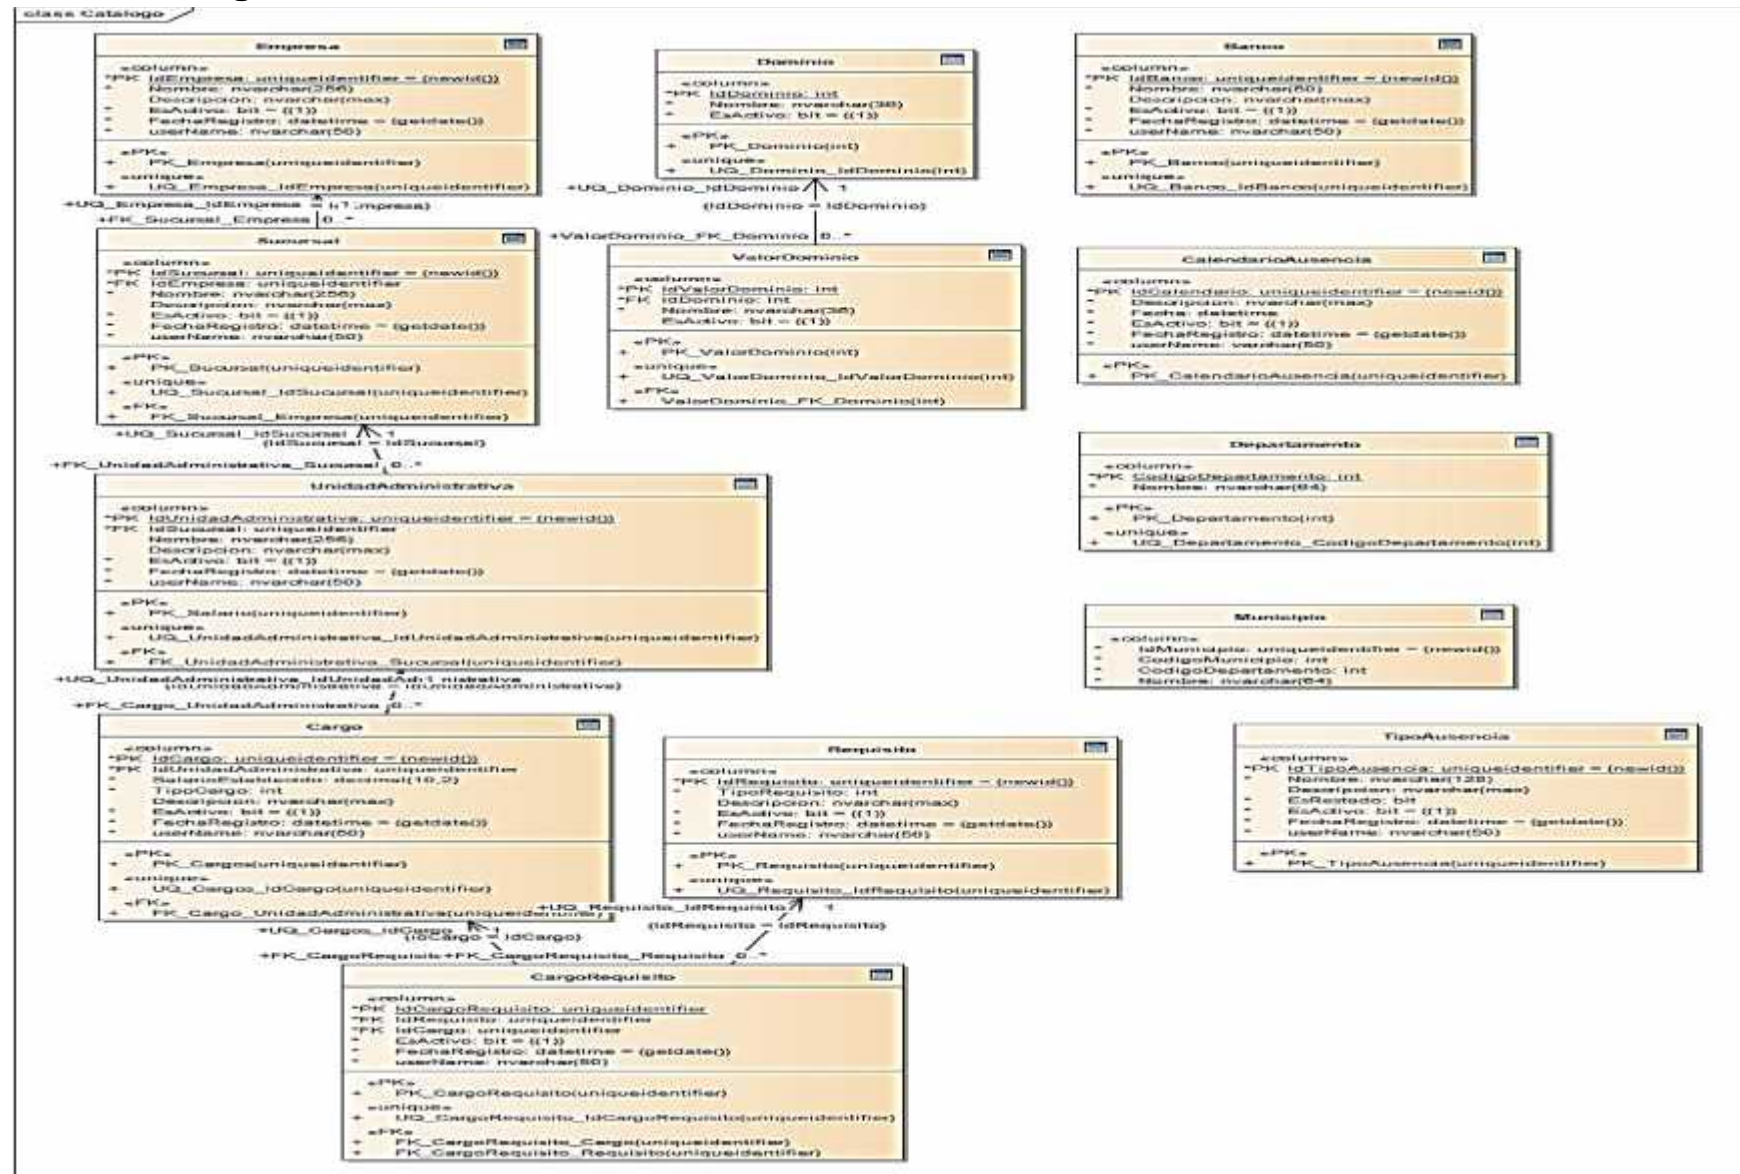 class Catalogo
Empresa
«column»
*PK IdEmpresa: uniqueidentifier = (newid())
* Nombre: nvarchar(256)
Descripcion: nvarchar(max)
* EsActivo: bit = ((1))
* FechaRegistro: datetime = (getdate())
* userName: nvarchar(50)
«PK»
+ PK_Empresa(uniqueidentifier)
«unique»
+ UQ_Empresa_IdEmpresa(uniqueidentifier)
+UQ_Empresa_IdEmpresa
+FK_Sucursal_Empresa 0..*
Sucursal
«column»
*PK IdSucursal: uniqueidentifier = (newid())
*FK IdEmpresa: uniqueidentifier
* Nombre: nvarchar(256)
* Descripcion: nvarchar(max)
* EsActivo: bit = ((1))
* FechaRegistro: datetime = (getdate())
* userName: nvarchar(50)
«PK»
+ PK_Sucursal(uniqueidentifier)
«unique»
+ UQ_Sucursal_IdSucursal(uniqueidentifier)
«FK»
+ FK_Sucursal_Empresa(uniqueidentifier)
+UQ_Sucursal_IdSucursal 1
(IdSucursal = IdSucursal)
+FK_UnidadAdministrativa_Sucursal 0..*
UnidadAdministrativa
«column»
*PK IdUnidadAdministrativa: uniqueidentifier = (newid())
*FK IdSucursal: uniqueidentifier
Nombre: nvarchar(256)
Descripcion: nvarchar(max)
* EsActivo: bit = ((1))
* FechaRegistro: datetime = (getdate())
* userName: nvarchar(50)
«PK»
+ PK_Salario(uniqueidentifier)
«unique»
+ UQ_UnidadAdministrativa_IdUnidadAdministrativa(uniqueidentifier)
«FK»
+ FK_UnidadAdministrativa_Sucursal(uniqueidentifier)
(IdUnidadAdministrativa = IdUnidadAdministrativa)
+FK_Cargo_UnidadAdministrativa 0..*
Cargo
«column»
*PK IdCargo: uniqueidentifier = (newid())
*FK IdUnidadAdministrativa: uniqueidentifier
* SalarioEstablecido: decimal(18,2)
* TipoCargo: int
Descripcion: nvarchar(max)
* EsActivo: bit = ((1))
* FechaRegistro: datetime = (getdate())
* userName: nvarchar(50)
«PK»
+ PK_Cargos(uniqueidentifier)
«unique»
+ UQ_Cargos_IdCargo(uniqueidentifier)
«FK»
+ FK_Cargo_UnidadAdministrativa(uniqueidentifier)
+UQ_Cargos_IdCargo 1
(IdCargo = IdCargo)
Dominio
«column»
*PK IdDominio: int
* Nombre: nvarchar(38)
* EsActivo: bit = ((1))
«PK»
+ PK_Dominio(int)
«unique»
+ UQ_Dominio_IdDominio(int)
+UQ_Dominio_IdDominio 1
(IdDominio = IdDominio)
+ValorDominio_FK_Dominio 0..*
ValorDominio
«column»
*PK IdValorDominio: int
*FK IdDominio: int
* Nombre: nvarchar(38)
EsActivo: bit = ((1))
«PK»
+ PK_ValorDominio(int)
«unique»
+ UQ_ValorDominio_IdValorDominio(int)
«FK»
+ ValorDominio_FK_Dominio(int)
Requisito
«column»
*PK IdRequisito: uniqueidentifier = (newid())
* TipoRequisito: int
Descripcion: nvarchar(max)
* EsActivo: bit = ((1))
* FechaRegistro: datetime = (getdate())
* userName: nvarchar(50)
«PK»
+ PK_Requisito(uniqueidentifier)
«unique»
+ UQ_Requisito_IdRequisito(uniqueidentifier)
+UQ_Requisito_IdRequisito 1
(IdRequisito = IdRequisito)
+FK_CargoRequisito +FK_CargoRequisito_Requisito 0..*
CargoRequisito
«column»
*PK IdCargoRequisito: uniqueidentifier
*FK IdRequisito: uniqueidentifier
*FK IdCargo: uniqueidentifier
* EsActivo: bit = ((1))
* FechaRegistro: datetime = (getdate())
* userName: nvarchar(50)
«PK»
+ PK_CargoRequisito(uniqueidentifier)
«unique»
+ UQ_CargoRequisito_IdCargoRequisito(uniqueidentifier)
«FK»
+ FK_CargoRequisito_Cargo(uniqueidentifier)
+ FK_CargoRequisito_Requisito(uniqueidentifier)
Banco
«column»
*PK IdBanco: uniqueidentifier = (newid())
* Nombre: nvarchar(50)
Descripcion: nvarchar(max)
* EsActivo: bit = ((1))
* FechaRegistro: datetime = (getdate())
* userName: nvarchar(50)
«PK»
+ PK_Banco(uniqueidentifier)
«unique»
+ UQ_Banco_IdBanco(uniqueidentifier)
CalendarioAusencia
«column»
*PK IdCalendario: uniqueidentifier = (newid())
* Descripcion: nvarchar(max)
* Fecha: datetime
* EsActivo: bit = ((1))
* FechaRegistro: datetime = (getdate())
* userName: varchar(50)
«PK»
+ PK_CalendarioAusencia(uniqueidentifier)
Departamento
«column»
*PK CodigoDepartamento: int
* Nombre: nvarchar(64)
«PK»
+ PK_Departamento(int)
«unique»
+ UQ_Departamento_CodigoDepartamento(int)
Municipio
«column»
* IdMunicipio: uniqueidentifier = (newid())
* CodigoMunicipio: int
* CodigoDepartamento: int
* Nombre: nvarchar(64)
TipoAusencia
«column»
*PK IdTipoAusencia: uniqueidentifier = (newid())
* Nombre: nvarchar(128)
Descripcion: nvarchar(max)
* EsRestado: bit
* EsActivo: bit = ((1))
* FechaRegistro: datetime = (getdate())
* userName: nvarchar(50)
«PK»
+ PK_TipoAusencia(uniqueidentifier)